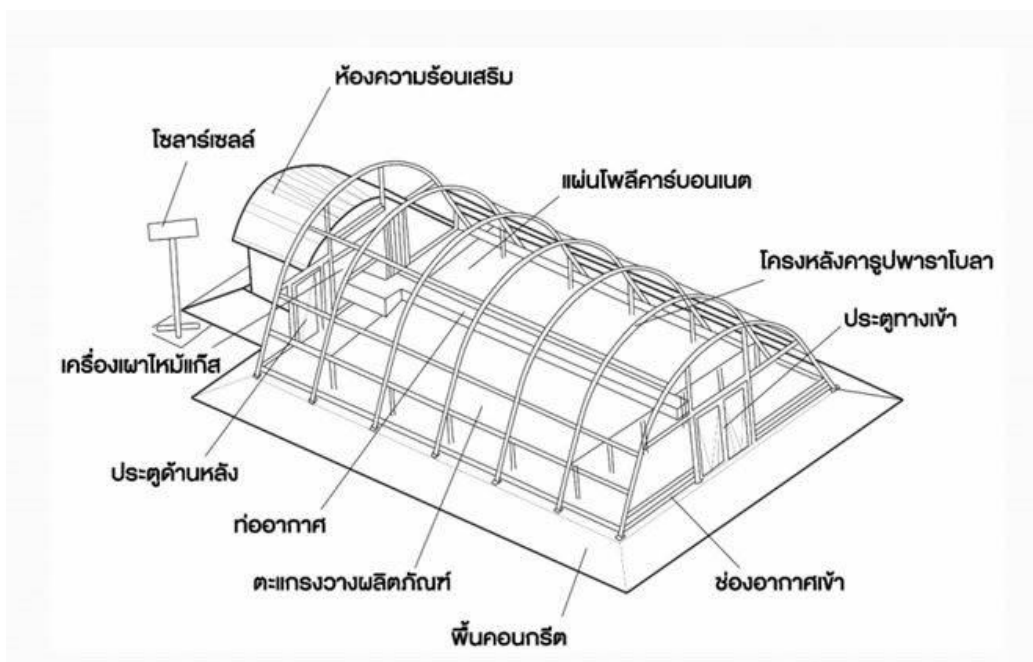 ห้องความร้อนเสริม
โซลาร์เซลล์
แผ่นโพลีคาร์บอนเนต
โครงหลังคารูปพาราโบลา
ประตูทางเข้า
เครื่องเผาไหม้แก๊ส
ประตูด้านหลัง
ท่ออากาศ
ตะแกรงวางผลิตภัณฑ์
ช่องอากาศเข้า
พื้นคอนกรีต